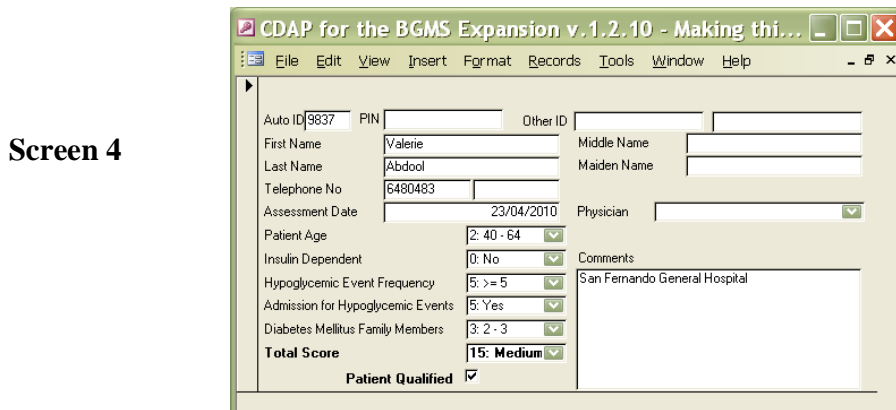 CDAP for the BGMS Expansion v.1.2.10 - Making thi...
File Edit View Insert Format Records Tools Window Help
Screen 4
Auto ID 9837 PIN Other ID
First Name Valerie Middle Name
Last Name Abdool Maiden Name
Telephone No 6480483
Assessment Date 23/04/2010 Physician
Patient Age 2: 40 - 64
Insulin Dependent 0: No Comments
Hypoglycemic Event Frequency 5: >= 5 San Fernando General Hospital
Admission for Hypoglycemic Events 5: Yes
Diabetes Mellitus Family Members 3: 2 - 3
Total Score 15: Medium
Patient Qualified